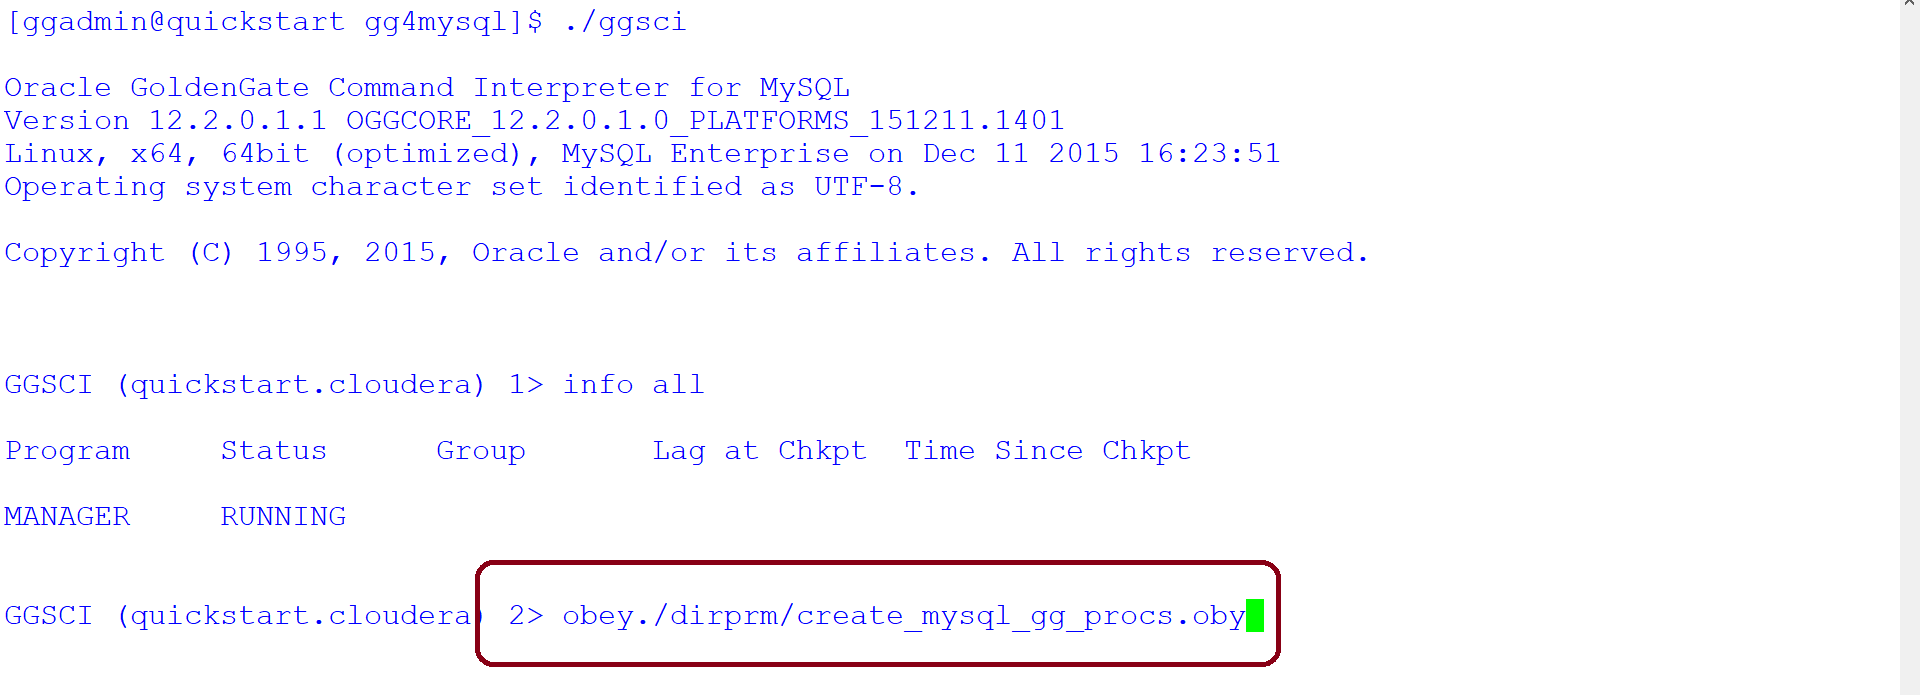 [ggadmin@quickstart gg4mysql]$ ./ggsci
Oracle GoldenGate Command Interpreter for MySQL
Version 12.2.0.1.1 OGGCORE_12.2.0.1.0_PLATFORMS_151211.1401
Linux, x64, 64bit (optimized), MySQL Enterprise on Dec 11 2015 16:23:51
Operating system character set identified as UTF-8.
Copyright (C) 1995, 2015, Oracle and/or its affiliates. All rights reserved.
GGSCI (quickstart.cloudera) 1> info all
Program     Status      Group       Lag at Chkpt  Time Since Chkpt
MANAGER     RUNNING
GGSCI (quickstart.cloudera) 2> obey./dirprm/create_mysql_gg_procs.oby